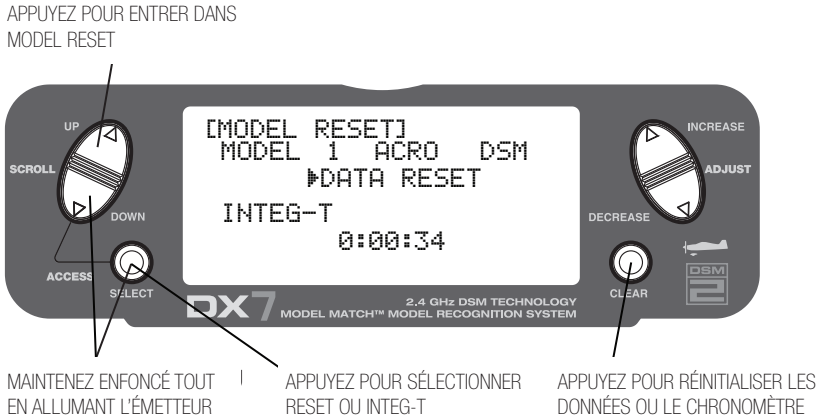 APPUYEZ POUR ENTRER DANS
MODEL RESET
UP
SCROLL
DOWN
ACCESS
SELECT
[MODEL RESET]
MODEL 1 ACRO DSM
▶DATA RESET
INTEG-T
0:00:34
INCREASE
ADJUST
DECREASE
CLEAR
DSM
2
DX7
2.4 GHz DSM TECHNOLOGY
MODEL MATCH™ MODEL RECOGNITION SYSTEM
MAINTENEZ ENFONCÉ TOUT
EN ALLUMANT L'ÉMETTEUR
APPUYEZ POUR SÉLECTIONNER
RESET OU INTEG-T
APPUYEZ POUR RÉINITIALISER LES
DONNÉES OU LE CHRONOMÈTRE